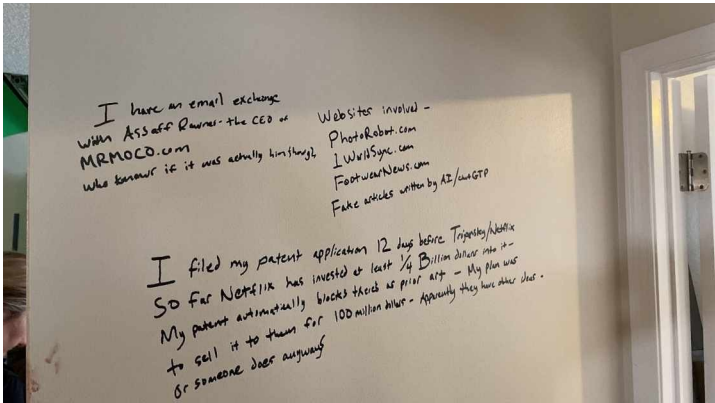 I have an email exchange
with Assaff Rawner - the CEO of
MRMOCO.com
who knows if it was actually him though,
Websites involved -
PhotoRobot.com
1WorldSync.com
FootwearNews.com
Fake articles written by AI/chatGTP
I filed my patent application 12 days before /Netflix
So far Netflix has invested at least 1/4 Billion dollars into it -
My patent automatically blocks theirs as prior art - My plan was
to sell it to them for 100 million dollars - Apparently they have other ideas -
Or someone does anyways